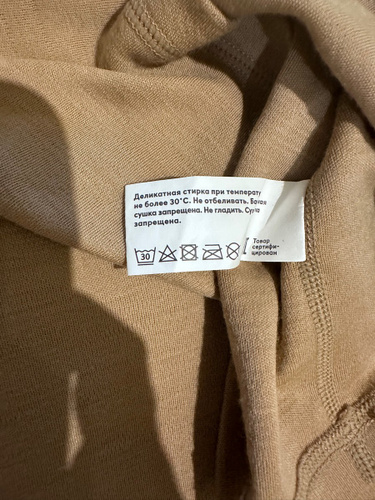 Деликатная стирка при температу
не более 30°C. Не отбеливать.
сушка запрещена. Не гладить.
запрещена.
30
Товар
сертифи-
цирован